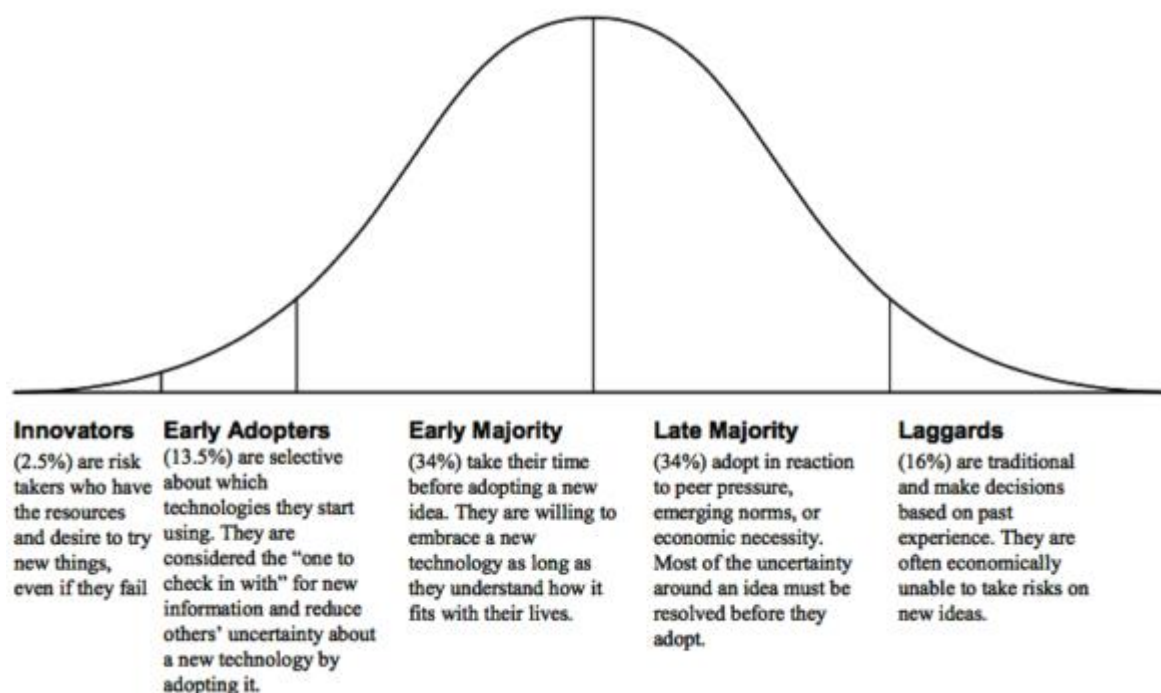 Innovators
(2.5%) are risk
takers who have
the resources
and desire to try
new things,
even if they fail
Early Adopters
(13.5%) are selective
about which
technologies they start
using. They are
considered the “one to
check in with” for new
information and reduce
others’ uncertainty about
a new technology by
adopting it.
Early Majority
(34%) take their time
before adopting a new
idea. They are willing to
embrace a new
technology as long as
they understand how it
fits with their lives.
Late Majority
(34%) adopt in reaction
to peer pressure,
emerging norms, or
economic necessity.
Most of the uncertainty
around an idea must be
resolved before they
adopt.
Laggards
(16%) are traditional
and make decisions
based on past
experience. They are
often economically
unable to take risks on
new ideas.